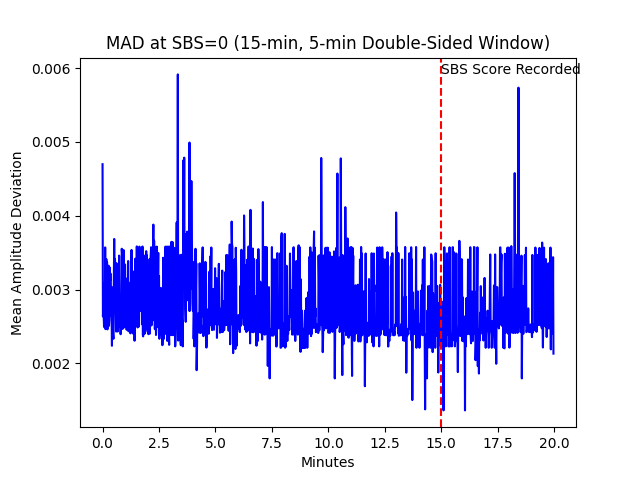 MAD at SBS=0 (15-min, 5-min Double-Sided Window)
SBS Score Recorded
0.006
0.005
0.004
0.003
0.002
Mean Amplitude Deviation
0.0 2.5 5.0 7.5 10.0 12.5 15.0 17.5 20.0
Minutes